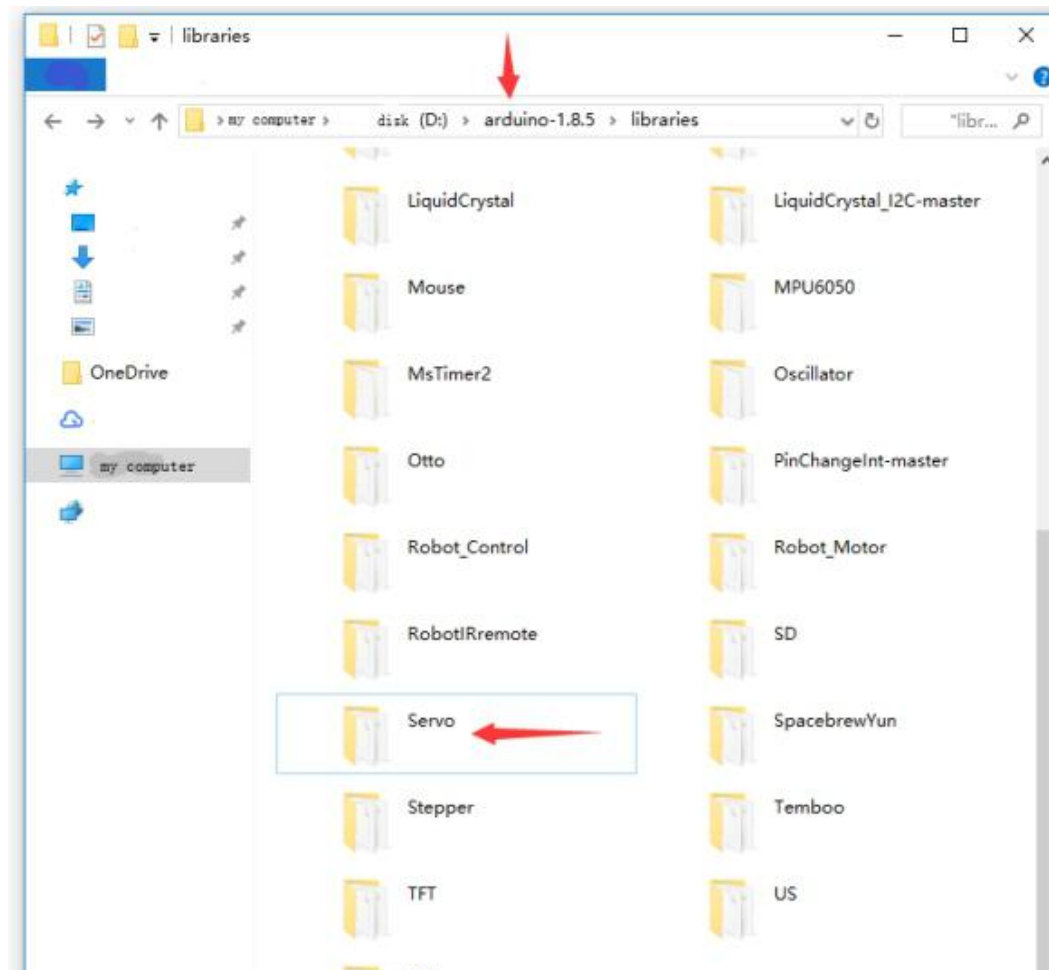 libraries
my computer > disk (D:) > arduino-1.8.5 > libraries "libr...
LiquidCrystal LiquidCrystal_I2C-master
Mouse MPU6050
OneDrive MsTimer2 Oscillator
my computer Otto PinChangeInt-master
Robot_Control Robot_Motor
RobotIRremote SD
Servo SpacebrewYun
Stepper Temboo
TFT US